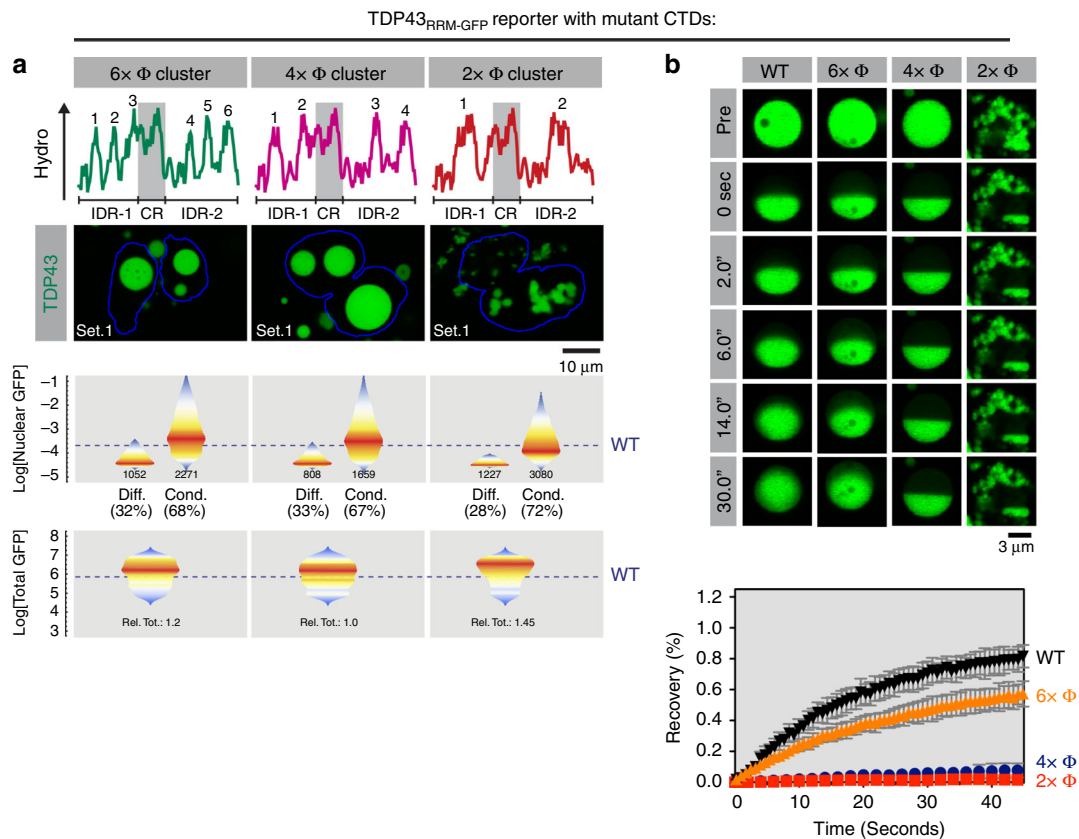 TDP43RRM-GFP reporter with mutant CTDs:
a
6× Φ cluster
4× Φ cluster
2× Φ cluster
Hydro
1 2 3 4 5 6
1 2 3 4
1 2
IDR-1 CR IDR-2
IDR-1 CR IDR-2
IDR-1 CR IDR-2
TDP43
Set.1
Set.1
Set.1
10 μm
Log[Nuclear GFP]
−1
−2
−3
−4
−5
WT
1052 2271
808 1659
1227 3080
Diff. Cond.
(32%) (68%)
Diff. Cond.
(33%) (67%)
Diff. Cond.
(28%) (72%)
Log[Total GFP]
8
7
6
5
4
3
WT
Rel. Tot.: 1.2
Rel. Tot.: 1.0
Rel. Tot.: 1.45
b
WT 6× Φ 4× Φ 2× Φ
Pre
0 sec
2.0"
6.0"
14.0"
30.0"
3 μm
Recovery (%)
1.2
1.0
0.8
0.6
0.4
0.2
0.0
WT
6× Φ
4× Φ
2× Φ
0 10 20 30 40
Time (Seconds)